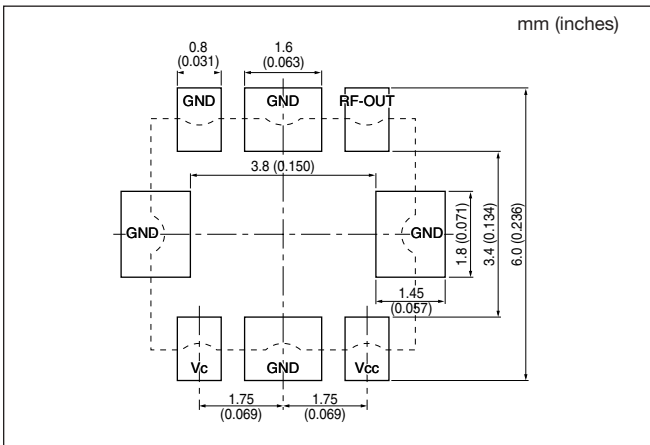 mm (inches)
0.8
(0.031)
1.6
(0.063)
GND
GND
RF-OUT
3.8 (0.150)
GND
GND
1.8 (0.071)
3.4 (0.134)
6.0 (0.236)
1.45
(0.057)
Vc
GND
Vcc
1.75
(0.069)
1.75
(0.069)